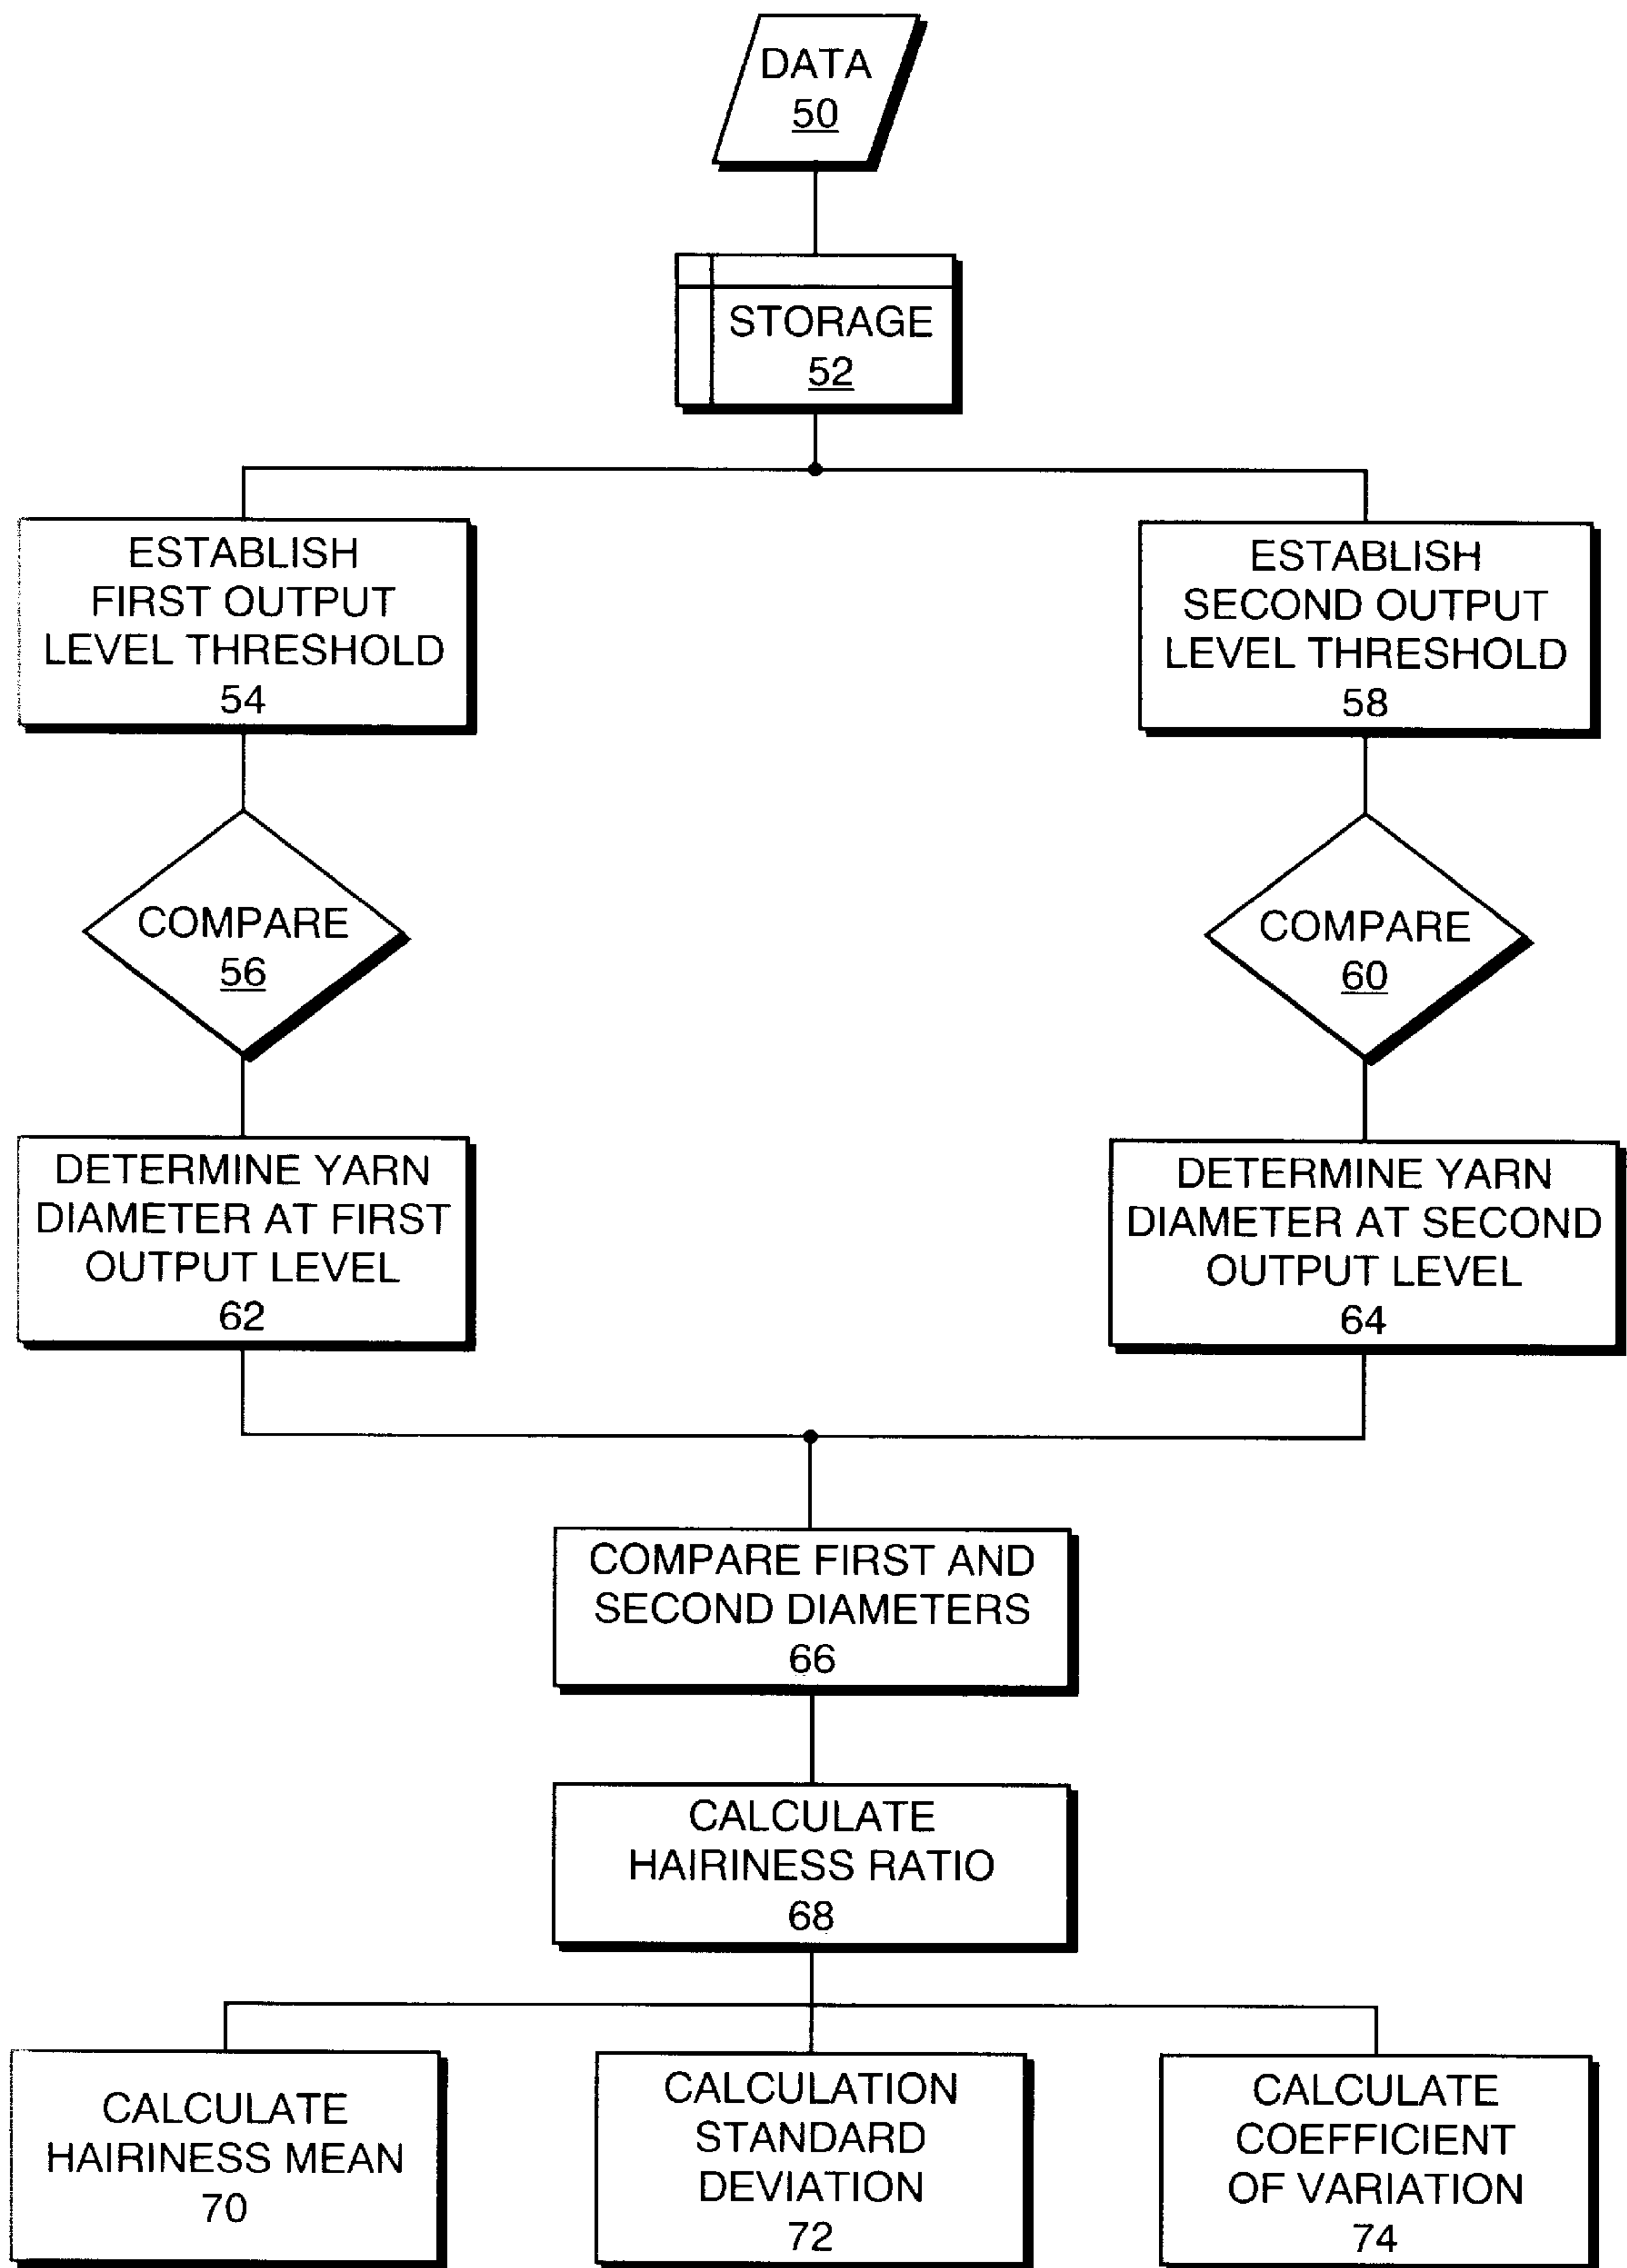 DATA
50
STORAGE
52
ESTABLISH
FIRST OUTPUT
LEVEL THRESHOLD
54
ESTABLISH
SECOND OUTPUT
LEVEL THRESHOLD
58
COMPARE
56
COMPARE
60
DETERMINE YARN
DIAMETER AT FIRST
OUTPUT LEVEL
62
DETERMINE YARN
DIAMETER AT SECOND
OUTPUT LEVEL
64
COMPARE FIRST AND
SECOND DIAMETERS
66
CALCULATE
HAIRINESS RATIO
68
CALCULATE
HAIRINESS MEAN
70
CALCULATION
STANDARD
DEVIATION
72
CALCULATE
COEFFICIENT
OF VARIATION
74